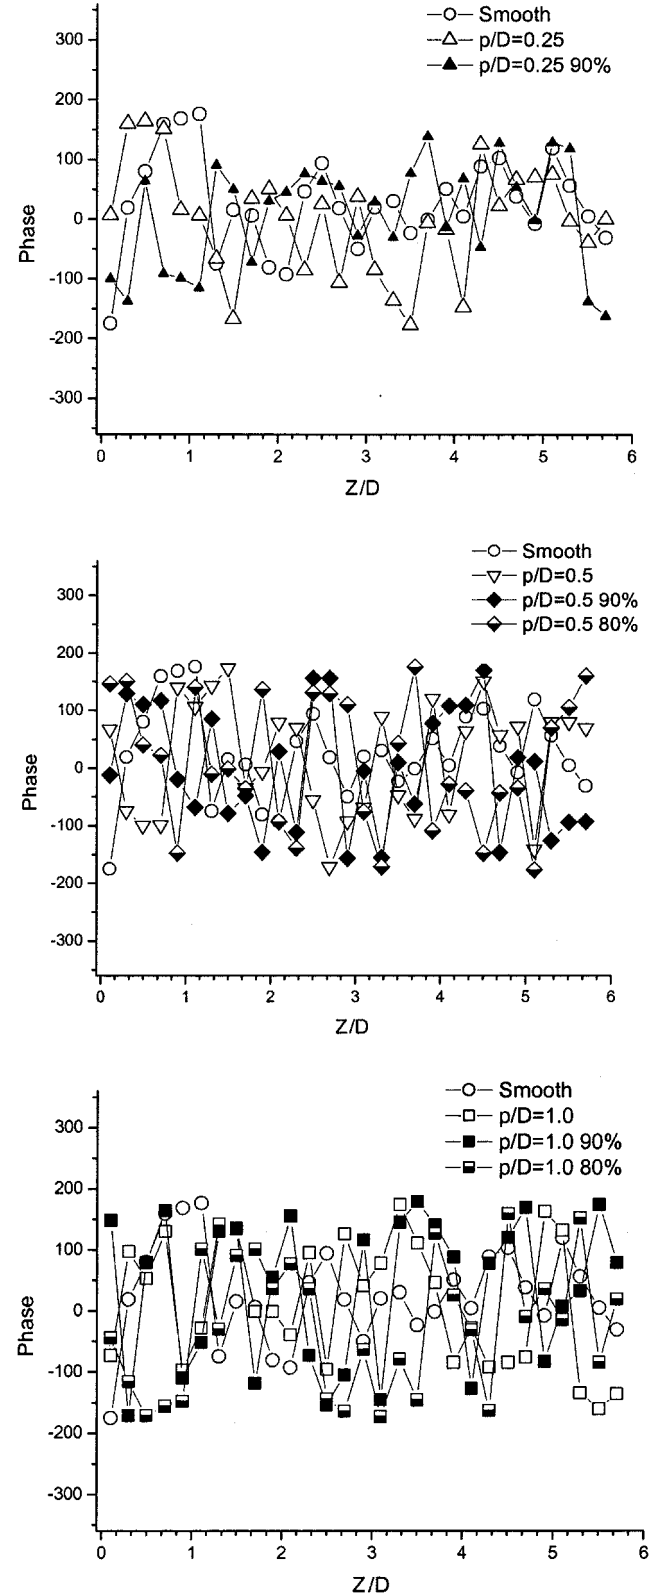 Smooth
p/D=0.25
p/D=0.25 90%
300
200
100
0
-100
-200
-300
Phase
0 1 2 3 4 5 6
Z/D
Smooth
p/D=0.5
p/D=0.5 90%
p/D=0.5 80%
300
200
100
0
-100
-200
-300
Phase
0 1 2 3 4 5 6
Z/D
Smooth
p/D=1.0
p/D=1.0 90%
p/D=1.0 80%
300
200
100
0
-100
-200
-300
Phase
0 1 2 3 4 5 6
Z/D